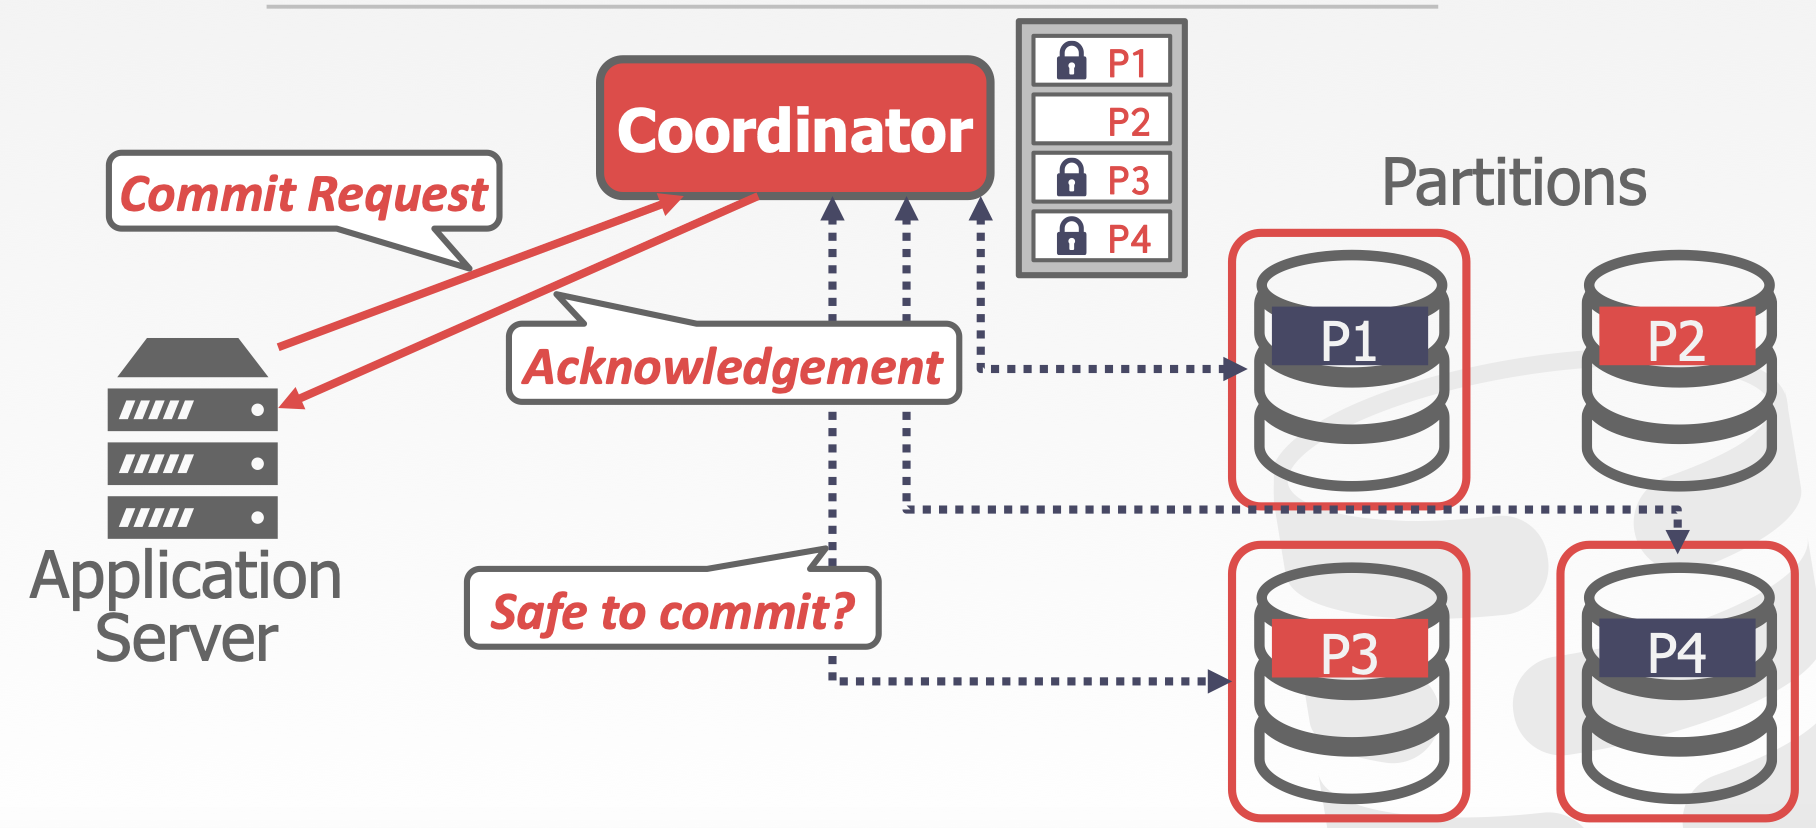 Coordinator
P1
P2
P3
P4
Commit Request
Acknowledgement
Safe to commit?
Application
Server
Partitions
P1
P2
P3
P4